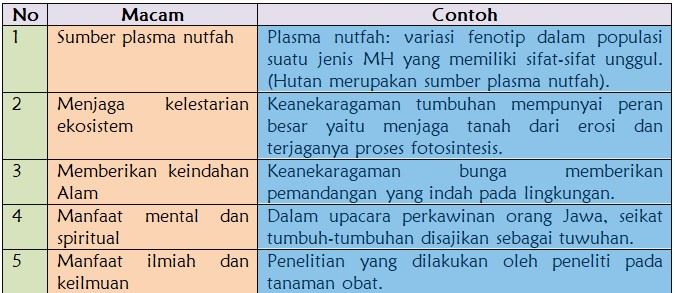 No Macam Contoh
1 Sumber plasma nutfah Plasma nutfah: variasi fenotip dalam populasi
suatu jenis MH yang memiliki sifat-sifat unggul.
(Hutan merupakan sumber plasma nutfah).
2 Menjaga kelestarian Keanekaragaman tumbuhan mempunyai peran
ekosistem besar yaitu menjaga tanah dari erosi dan
terjaganya proses fotosintesis.
3 Memberikan keindahan Keanekaragaman bunga memberikan
Alam pemandangan yang indah pada lingkungan.
4 Manfaat mental dan Dalam upacara perkawinan orang Jawa, seikat
spiritual tumbuh-tumbuhan disajikan sebagai tuwuhan.
5 Manfaat ilmiah dan Penelitian yang dilakukan oleh peneliti pada
keilmuan tanaman obat.